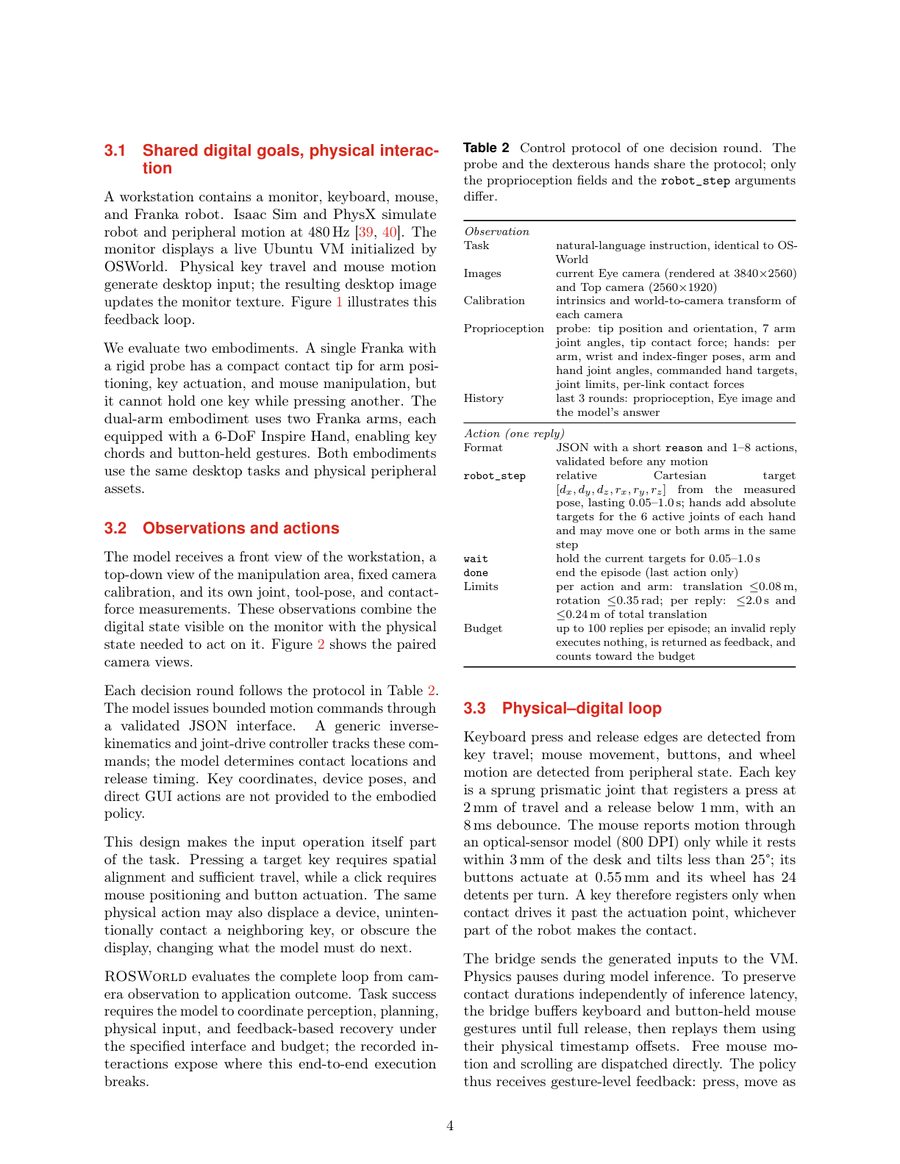 3.1 Shared digital goals, physical interac-
tion
A workstation contains a monitor, keyboard, mouse,
and Franka robot. Isaac Sim and PhysX simulate
robot and peripheral motion at 480 Hz [39, 40]. The
monitor displays a live Ubuntu VM initialized by
OSWorld. Physical key travel and mouse motion
generate desktop input; the resulting desktop image
updates the monitor texture. Figure 1 illustrates this
feedback loop.
We evaluate two embodiments. A single Franka with
a rigid probe has a compact contact tip for arm posi-
tioning, key actuation, and mouse manipulation, but
it cannot hold one key while pressing another. The
dual-arm embodiment uses two Franka arms, each
equipped with a 6-DoF Inspire Hand, enabling key
chords and button-held gestures. Both embodiments
use the same desktop tasks and physical peripheral
assets.
3.2 Observations and actions
The model receives a front view of the workstation, a
top-down view of the manipulation area, fixed camera
calibration, and its own joint, tool-pose, and contact-
force measurements. These observations combine the
digital state visible on the monitor with the physical
state needed to act on it. Figure 2 shows the paired
camera views.
Each decision round follows the protocol in Table 2.
The model issues bounded motion commands through
a validated JSON interface. A generic inverse-
kinematics and joint-drive controller tracks these com-
mands; the model determines contact locations and
release timing. Key coordinates, device poses, and
direct GUI actions are not provided to the embodied
policy.
This design makes the input operation itself part
of the task. Pressing a target key requires spatial
alignment and sufficient travel, while a click requires
mouse positioning and button actuation. The same
physical action may also displace a device, uninten-
tionally contact a neighboring key, or obscure the
display, changing what the model must do next.
ROSWORLD evaluates the complete loop from cam-
era observation to application outcome. Task success
requires the model to coordinate perception, planning,
physical input, and feedback-based recovery under
the specified interface and budget; the recorded in-
teractions expose where this end-to-end execution
breaks.
Table 2 Control protocol of one decision round. The
probe and the dexterous hands share the protocol; only
the proprioception fields and the robot_step arguments
differ.
Observation
Task natural-language instruction, identical to OS-
World
Images current Eye camera (rendered at 3840×2560)
and Top camera (2560×1920)
Calibration intrinsics and world-to-camera transform of
each camera
Proprioception probe: tip position and orientation, 7 arm
joint angles, tip contact force; hands: per
arm, wrist and index-finger poses, arm and
hand joint angles, commanded hand targets,
joint limits, per-link contact forces
History last 3 rounds: proprioception, Eye image and
the model's answer
Action (one reply)
Format JSON with a short reason and 1–8 actions,
validated before any motion
robot_step relative Cartesian target
[dx, dy, dz, rx, ry, rz] from the measured
pose, lasting 0.05–1.0 s; hands add absolute
targets for the 6 active joints of each hand
and may move one or both arms in the same
step
wait hold the current targets for 0.05–1.0 s
done end the episode (last action only)
Limits per action and arm: translation ≤0.08 m,
rotation ≤0.35 rad; per reply: ≤2.0 s and
≤0.24 m of total translation
Budget up to 100 replies per episode; an invalid reply
executes nothing, is returned as feedback, and
counts toward the budget
3.3 Physical–digital loop
Keyboard press and release edges are detected from
key travel; mouse movement, buttons, and wheel
motion are detected from peripheral state. Each key
is a sprung prismatic joint that registers a press at
2 mm of travel and a release below 1 mm, with an
8 ms debounce. The mouse reports motion through
an optical-sensor model (800 DPI) only while it rests
within 3 mm of the desk and tilts less than 25°; its
buttons actuate at 0.55 mm and its wheel has 24
detents per turn. A key therefore registers only when
contact drives it past the actuation point, whichever
part of the robot makes the contact.
The bridge sends the generated inputs to the VM.
Physics pauses during model inference. To preserve
contact durations independently of inference latency,
the bridge buffers keyboard and button-held mouse
gestures until full release, then replays them using
their physical timestamp offsets. Free mouse mo-
tion and scrolling are dispatched directly. The policy
thus receives gesture-level feedback: press, move as
4